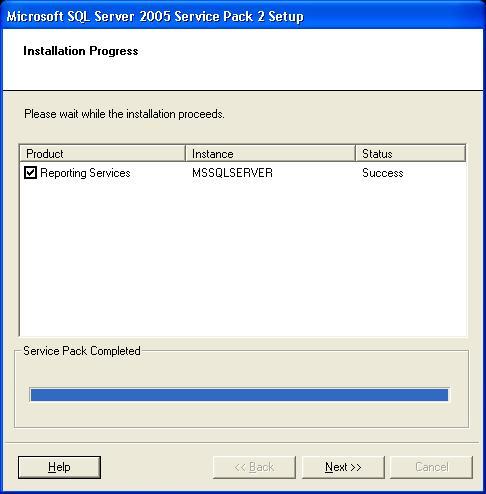 Microsoft SQL Server 2005 Service Pack 2 Setup
Installation Progress
Please wait while the installation proceeds.
Product Instance Status
Reporting Services MSSQLSERVER Success
Service Pack Completed
Help << Back Next >> Cancel